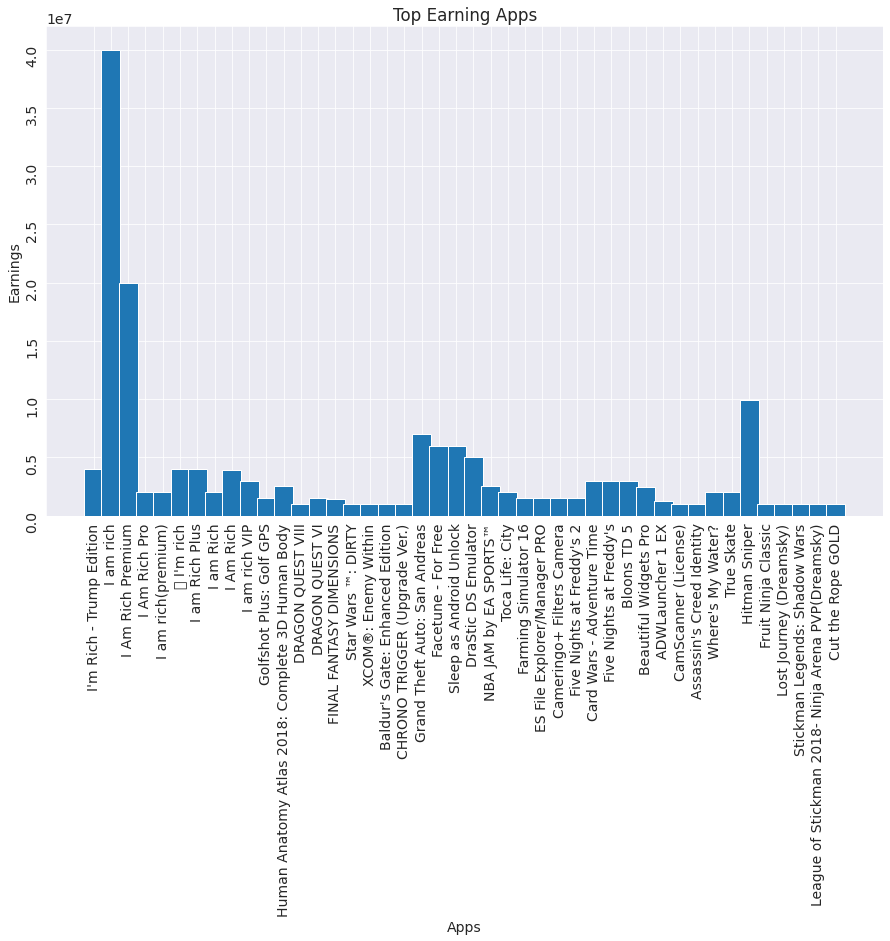 Top Earning Apps
1e7
4.0
3.5
3.0
2.5
2.0
1.5
1.0
0.5
0.0
Earnings
I'm Rich - Trump Edition
I am rich
I Am Rich Premium
I Am Rich Pro
I am rich(premium)
▯ I'm rich
I am Rich Plus
I am Rich
I Am Rich
I am rich VIP
Golfshot Plus: Golf GPS
Human Anatomy Atlas 2018: Complete 3D Human Body
DRAGON QUEST VIII
DRAGON QUEST VI
FINAL FANTASY DIMENSIONS
Star Wars ™: DIRTY
XCOM®: Enemy Within
Baldur's Gate: Enhanced Edition
CHRONO TRIGGER (Upgrade Ver.)
Grand Theft Auto: San Andreas
Facetune - For Free
Sleep as Android Unlock
DraStic DS Emulator
NBA JAM by EA SPORTS™
Toca Life: City
Farming Simulator 16
ES File Explorer/Manager PRO
Cameringo+ Filters Camera
Five Nights at Freddy's 2
Card Wars - Adventure Time
Five Nights at Freddy's
Bloons TD 5
Beautiful Widgets Pro
ADWLauncher 1 EX
CamScanner (License)
Assassin's Creed Identity
Where's My Water?
True Skate
Hitman Sniper
Fruit Ninja Classic
Lost Journey (Dreamsky)
Stickman Legends: Shadow Wars
League of Stickman 2018- Ninja Arena PVP(Dreamsky)
Cut the Rope GOLD
Apps